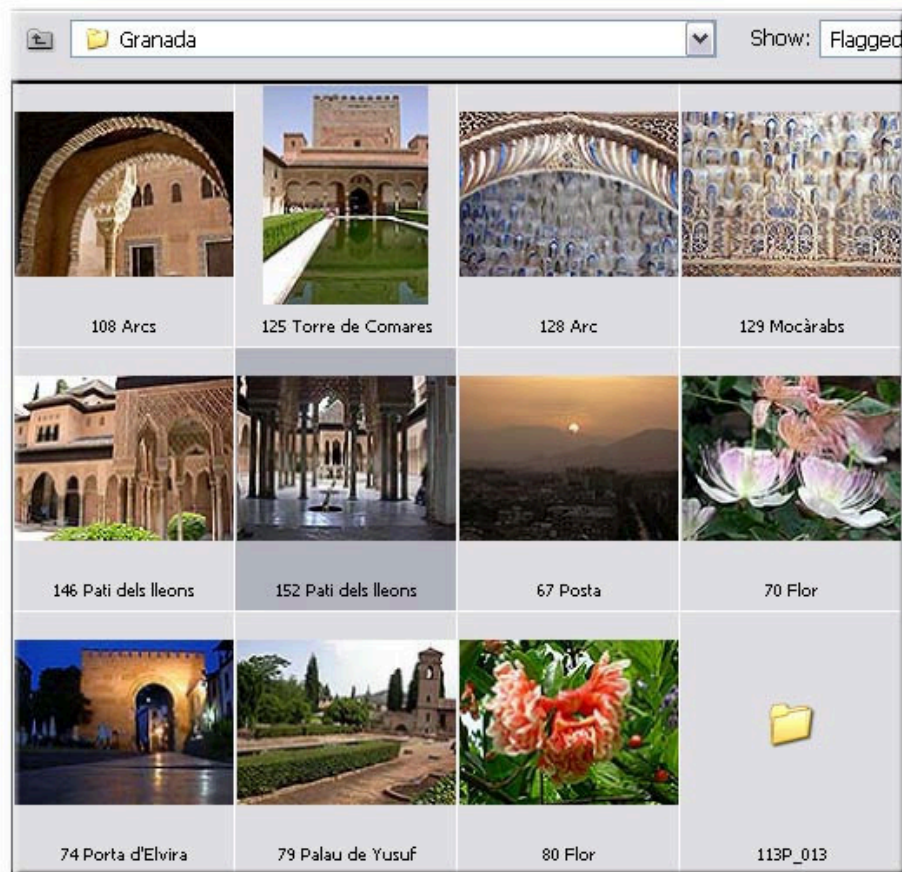 Granada
Show: Flagged
108 Arcs
125 Torre de Comares
128 Arc
129 Mocàrabs
146 Pati dels lleons
152 Pati dels lleons
67 Posta
70 Flor
74 Porta d'Elvira
79 Palau de Yusuf
80 Flor
113P_013